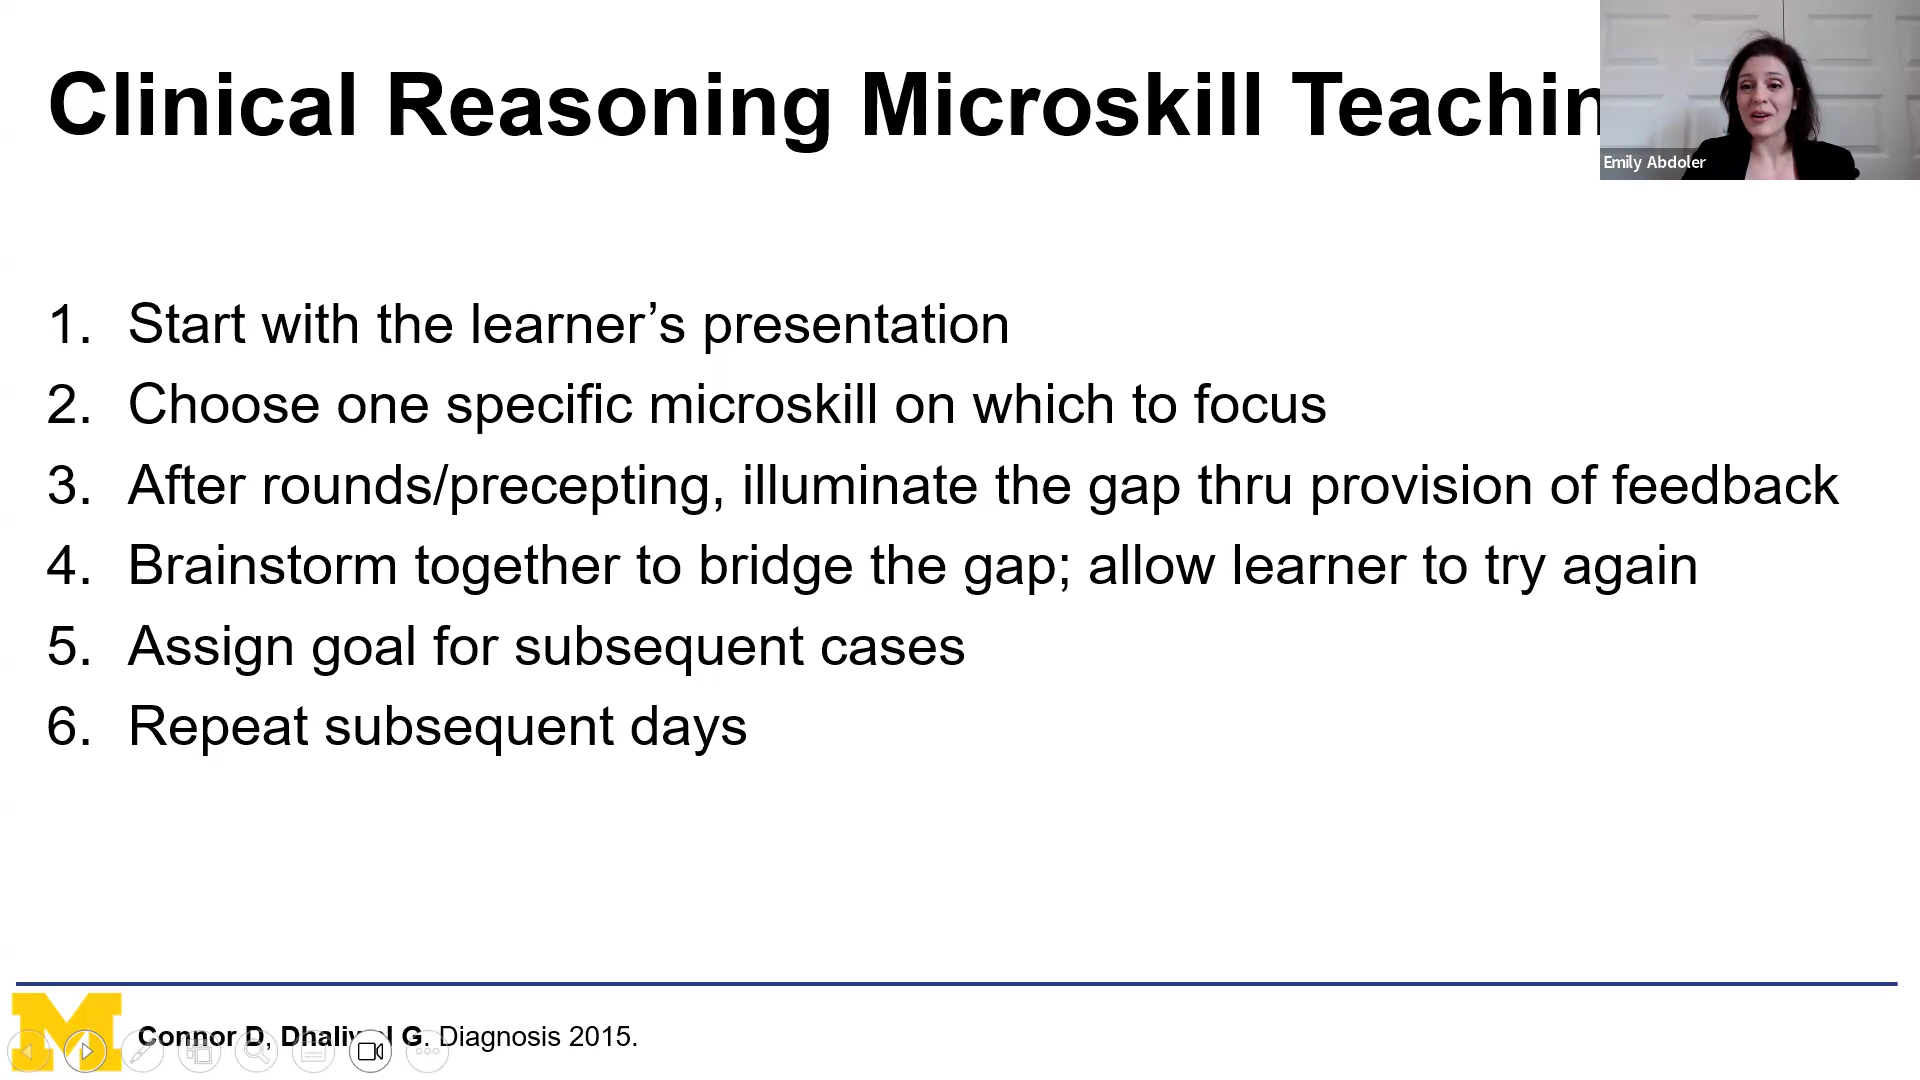 Clinical Reasoning Microskill Teachin
Emily Abdoler
1. Start with the learner’s presentation
2. Choose one specific microskill on which to focus
3. After rounds/precepting, illuminate the gap thru provision of feedback
4. Brainstorm together to bridge the gap; allow learner to try again
5. Assign goal for subsequent cases
6. Repeat subsequent days
M
Connor D, Dhaliwal G. Diagnosis 2015.